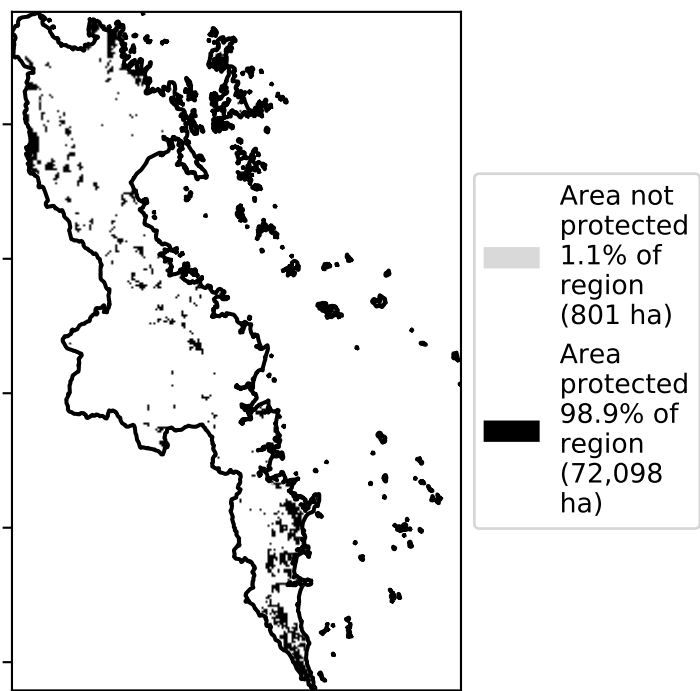 Area not
protected
1.1% of
region
(801 ha)
Area
protected
98.9% of
region
(72,098
ha)